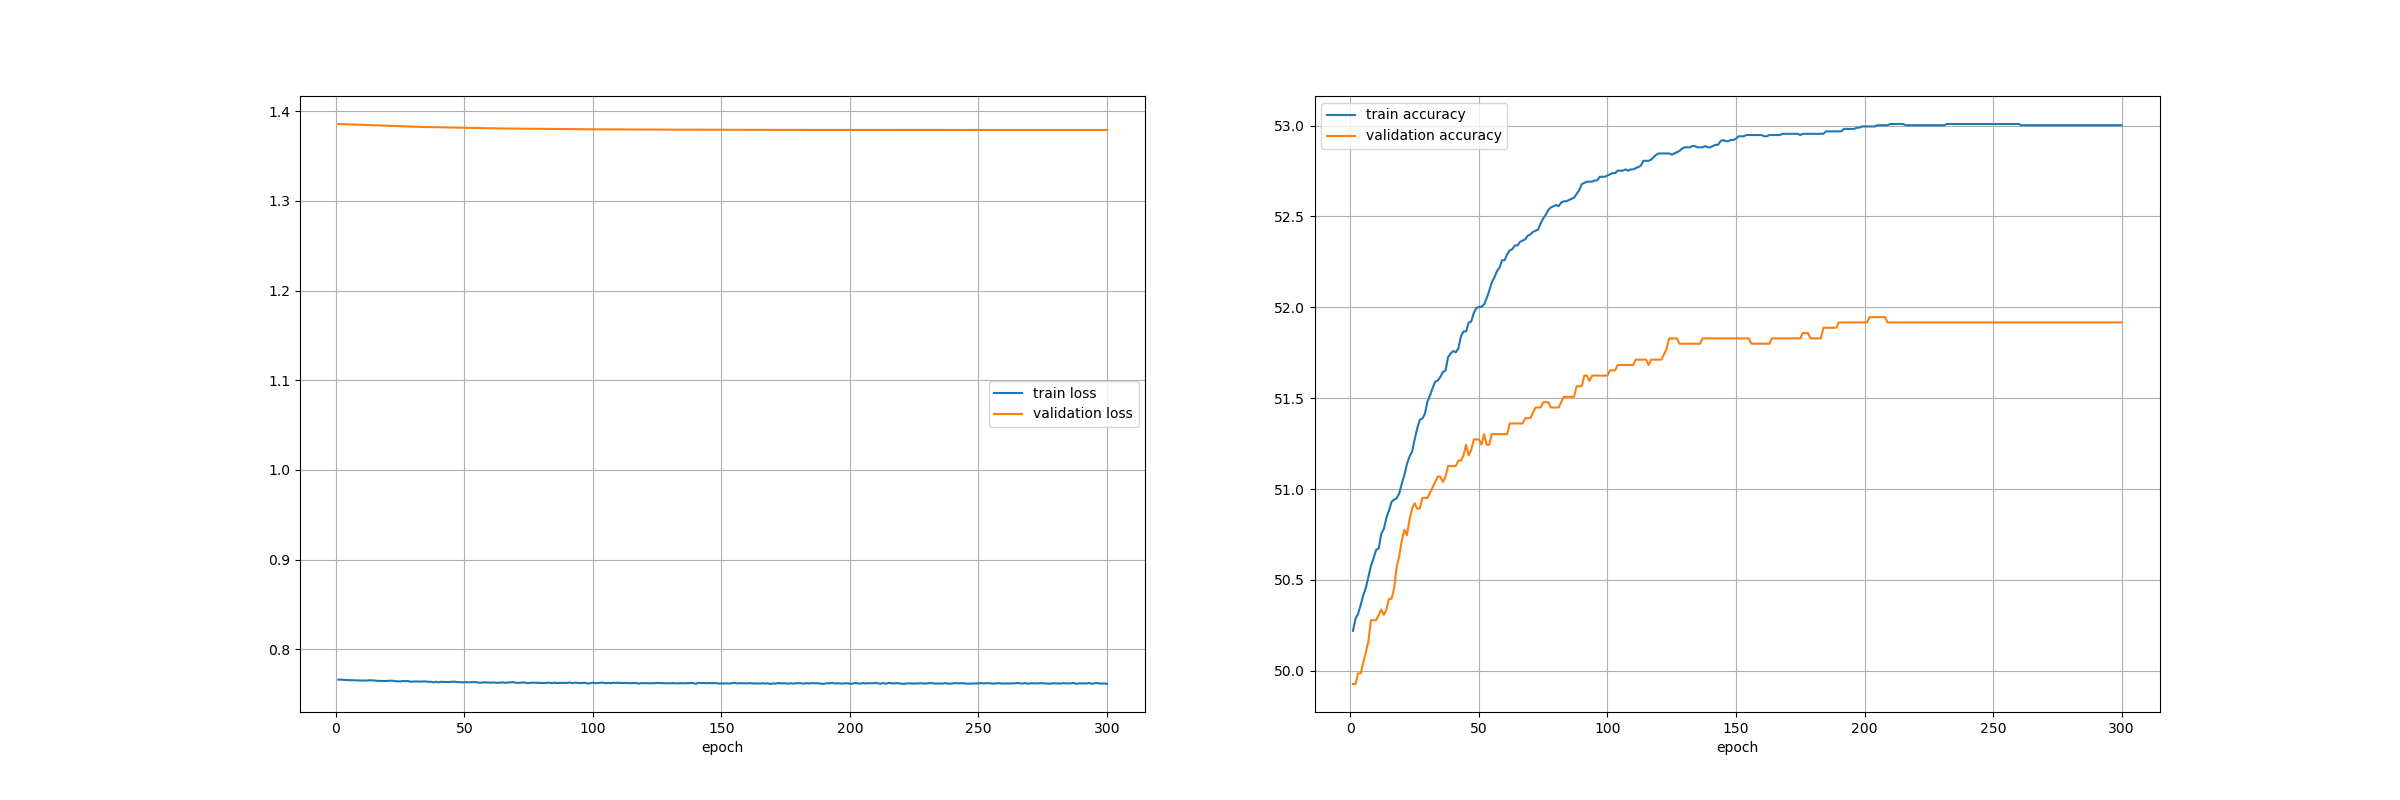 1.4
1.3
1.2
1.1
1.0
0.9
0.8
train loss
validation loss
0 50 100 150 200 250 300
epoch
train accuracy
validation accuracy
53.0
52.5
52.0
51.5
51.0
50.5
50.0
0 50 100 150 200 250 300
epoch